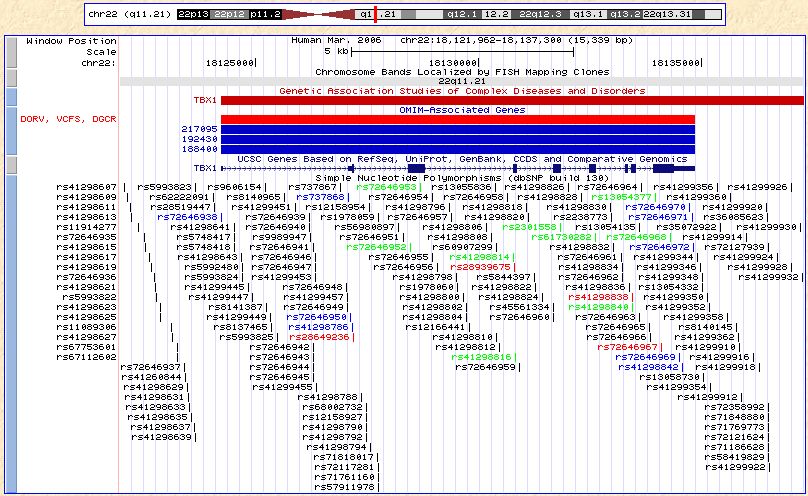 chr22 (q11.21) 22p13 22p12 p11.2 q11.21 q12.1 12.2 22q12.3 q13.1 q13.2 22q13.31
Window Position Human Mar. 2006 chr22:18,121,962-18,137,300 (15,339 bp)
Scale 5 kb
chr22: 18125000 18130000 18135000
Chromosome Bands Localized by FISH Mapping Clones
22q11.21
Genetic Association Studies of Complex Diseases and Disorders
TBX1
OMIM-Associated Genes
DORV, VCFS, DGCR
217095
192430
188400
UCSC Genes Based on RefSeq, UniProt, GenBank, CCDS and Comparative Genomics
TBX1
Simple Nucleotide Polymorphisms (dbSNP build 130)
rs41298607 rs5993823 rs9606154 rs737867 rs72646953 rs13055836 rs41298826 rs72646964 rs41299356 rs41299926
rs41298609 rs62222091 rs8140965 rs737868 rs72646954 rs72646958 rs41298828 rs13054377 rs41299360
rs41298611 rs28519447 rs41299451 rs12158954 rs41298796 rs41298818 rs41298830 rs72646970 rs41299920
rs41298613 rs72646938 rs72646939 rs1978059 rs72646957 rs41298820 rs2238773 rs72646971 rs36085623
rs11914277 rs41298641 rs72646940 rs56980897 rs41298806 rs2301558 rs13054135 rs35072922 rs41299930
rs72646935 rs5748417 rs9989947 rs72646951 rs41298808 rs61730282 rs72646968 rs41299914
rs41298615 rs5748418 rs72646941 rs72646952 rs60907299 rs41298832 rs72646972 rs72127939
rs41298617 rs41298643 rs72646946 rs72646955 rs41298814 rs72646961 rs41299344 rs41299924
rs41298619 rs5992480 rs72646947 rs72646956 rs28939675 rs41298834 rs41299346 rs41299928
rs72646936 rs5993824 rs41299453 rs41298798 rs5844397 rs72646962 rs41299348 rs41299932
rs41298621 rs41299445 rs72646948 rs1978060 rs41298822 rs41298836 rs13054332
rs5993822 rs41299447 rs41299457 rs41298800 rs41298824 rs41298838 rs41299350
rs41298623 rs8141387 rs72646949 rs41298802 rs45561334 rs41298840 rs41299352
rs41298625 rs41299449 rs72646950 rs41298804 rs72646960 rs72646963 rs41299358
rs11089306 rs8137465 rs41298786 rs12166441 rs72646965 rs8140145
rs41298627 rs5993825 rs28649236 rs41298810 rs72646966 rs41299362
rs67753601 rs72646942 rs41298812 rs72646967 rs41299910
rs67112602 rs72646943 rs41298816 rs72646969 rs41299916
rs72646937 rs72646944 rs72646959 rs41298842 rs41299918
rs41260844 rs72646945 rs13058730
rs41298629 rs41299455 rs41299354
rs41298631 rs41298788 rs41299912
rs41298633 rs68002732 rs72358992
rs41298635 rs12158927 rs71848880
rs41298637 rs41298790 rs71769773
rs41298639 rs41298792 rs72121624
rs41298794 rs71186628
rs71818017 rs58419829
rs72117281 rs41299922
rs71761160
rs57911978